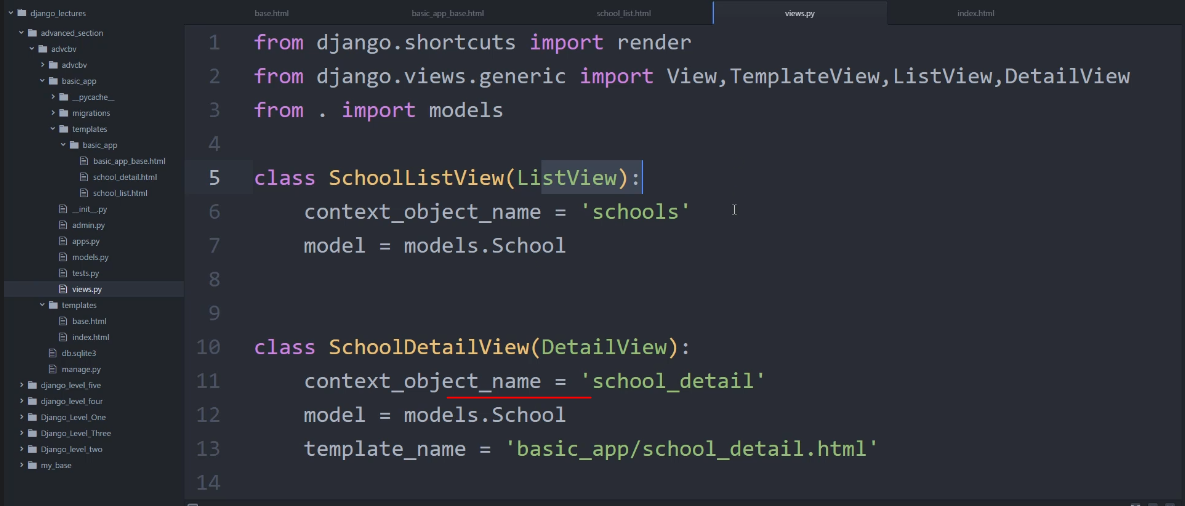 django_lectures
advanced_section
advcbv
advcbv
basic_app
__pycache__
migrations
templates
basic_app
basic_app_base.html
school_detail.html
school_list.html
__init__.py
admin.py
apps.py
models.py
tests.py
views.py
templates
base.html
index.html
db.sqlite3
manage.py
django_level_five
django_level_four
Django_Level_One
Django_Level_Three
Django_level_two
my_base
base.html basic_app_base.html school_list.html views.py index.html
1 from django.shortcuts import render
2 from django.views.generic import View,TemplateView,ListView,DetailView
3 from . import models
4
5 class SchoolListView(ListView):
6 context_object_name = 'schools'
7 model = models.School
8
9
10 class SchoolDetailView(DetailView):
11 context_object_name = 'school_detail'
12 model = models.School
13 template_name = 'basic_app/school_detail.html'
14